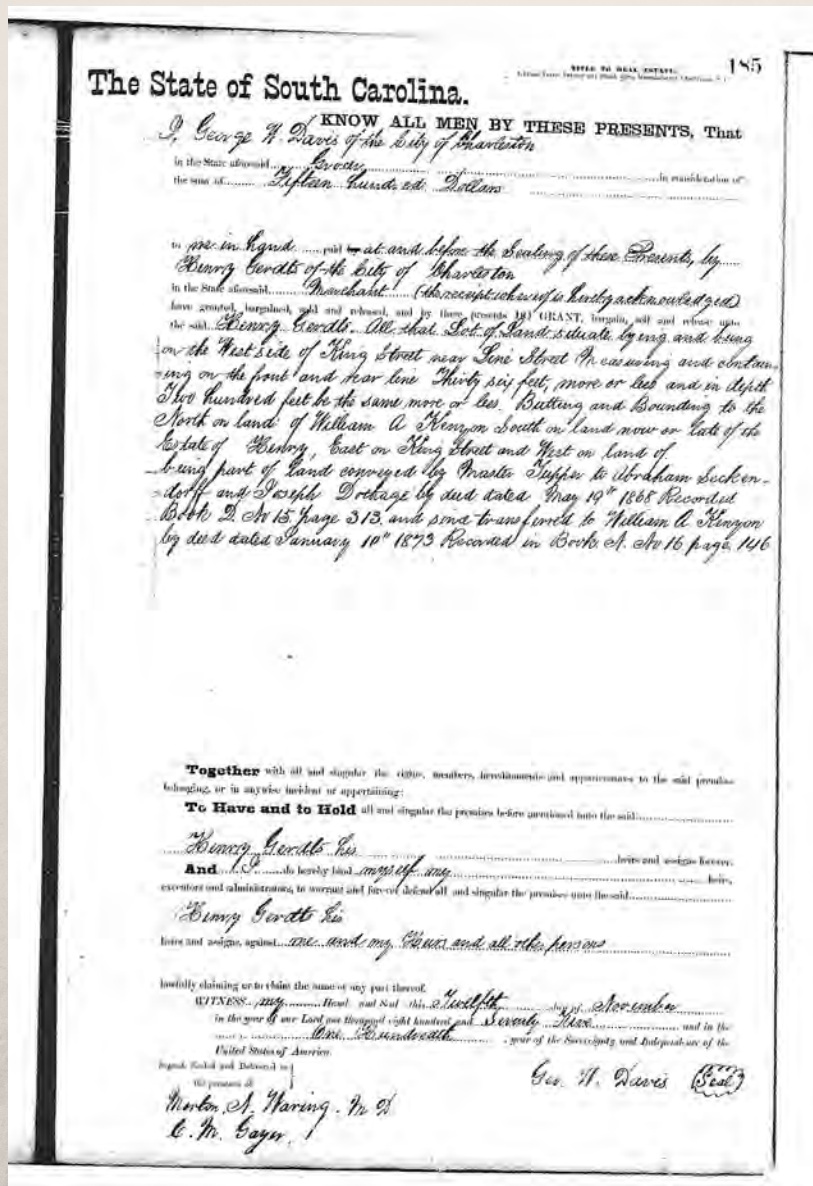 185
TITLE TO REAL ESTATE.
The State of South Carolina.
KNOW ALL MEN BY THESE PRESENTS, That
I, George W. Davis of the City of Charleston
in the State aforesaid in consideration of
the sum of Fifteen hundred Dollars
to me in hand paid at and before the Sealing of these Presents, by
Henry Gerdts of the City of Charleston
in the State aforesaid Merchant (the receipt whereof is hereby acknowledged)
have granted, bargained, sold and released, and by these presents DO GRANT, bargain, sell and release unto
the said Henry Gerdts. All that Lot of Land situate lying and being
on the West side of King Street near Line Street Measuring and contain-
-ing on the front and rear line Thirty six feet, more or less and in depth
Two hundred feet be the same more or less. Butting and Bounding to the
North on land of William A Kenyon South on land now or late of the
Estate of Henry, East on King Street and West on land of
being part of Land conveyed by Master Tupper to Abraham Secken-
-dorff and Joseph by deed dated May 19" 1868 Recorded
Book D. No 15 page 313. and transferred to William A Kenyon
by deed dated January 10" 1873 Recorded in Book A. No 16 page 146
Together with all and singular the rights, members, hereditaments and appurtenances to the said premises
belonging, or in anywise incident or appertaining:
To Have and to Hold all and singular the premises before mentioned unto the said
Henry Gerdts his heirs and assigns forever.
And I do hereby bind myself my heirs,
executors and administrators, to warrant and forever defend all and singular the premises unto the said
Henry Gerdts his
heirs and assigns, against me and my Heirs and all other persons
lawfully claiming or to claim the same or any part thereof.
WITNESS my Hand and Seal this Twelfth day of November
in the year of our Lord one thousand eight hundred and Seventy and in the
One Hundredth year of the Sovereignty and Independence of the
United States of America.
Signed Sealed and Delivered in
the presence of
Geo. W. Davis (Seal)
Morton. N. Waring. M D
C. M. Gayer.